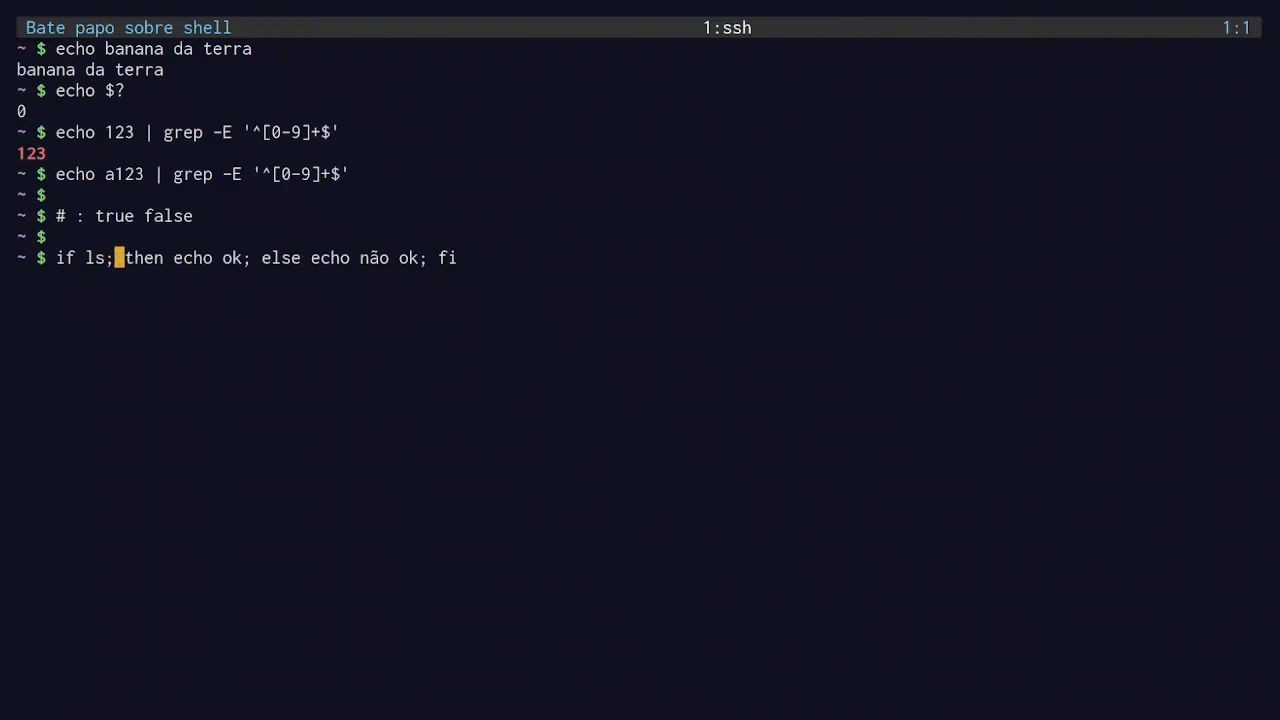 Bate papo sobre shell 1:ssh 1:1
~ $ echo banana da terra
banana da terra
~ $ echo $?
0
~ $ echo 123 | grep -E '^[0-9]+$'
123
~ $ echo a123 | grep -E '^[0-9]+$'
~ $
~ $ # : true false
~ $
~ $ if ls; then echo ok; else echo não ok; fi